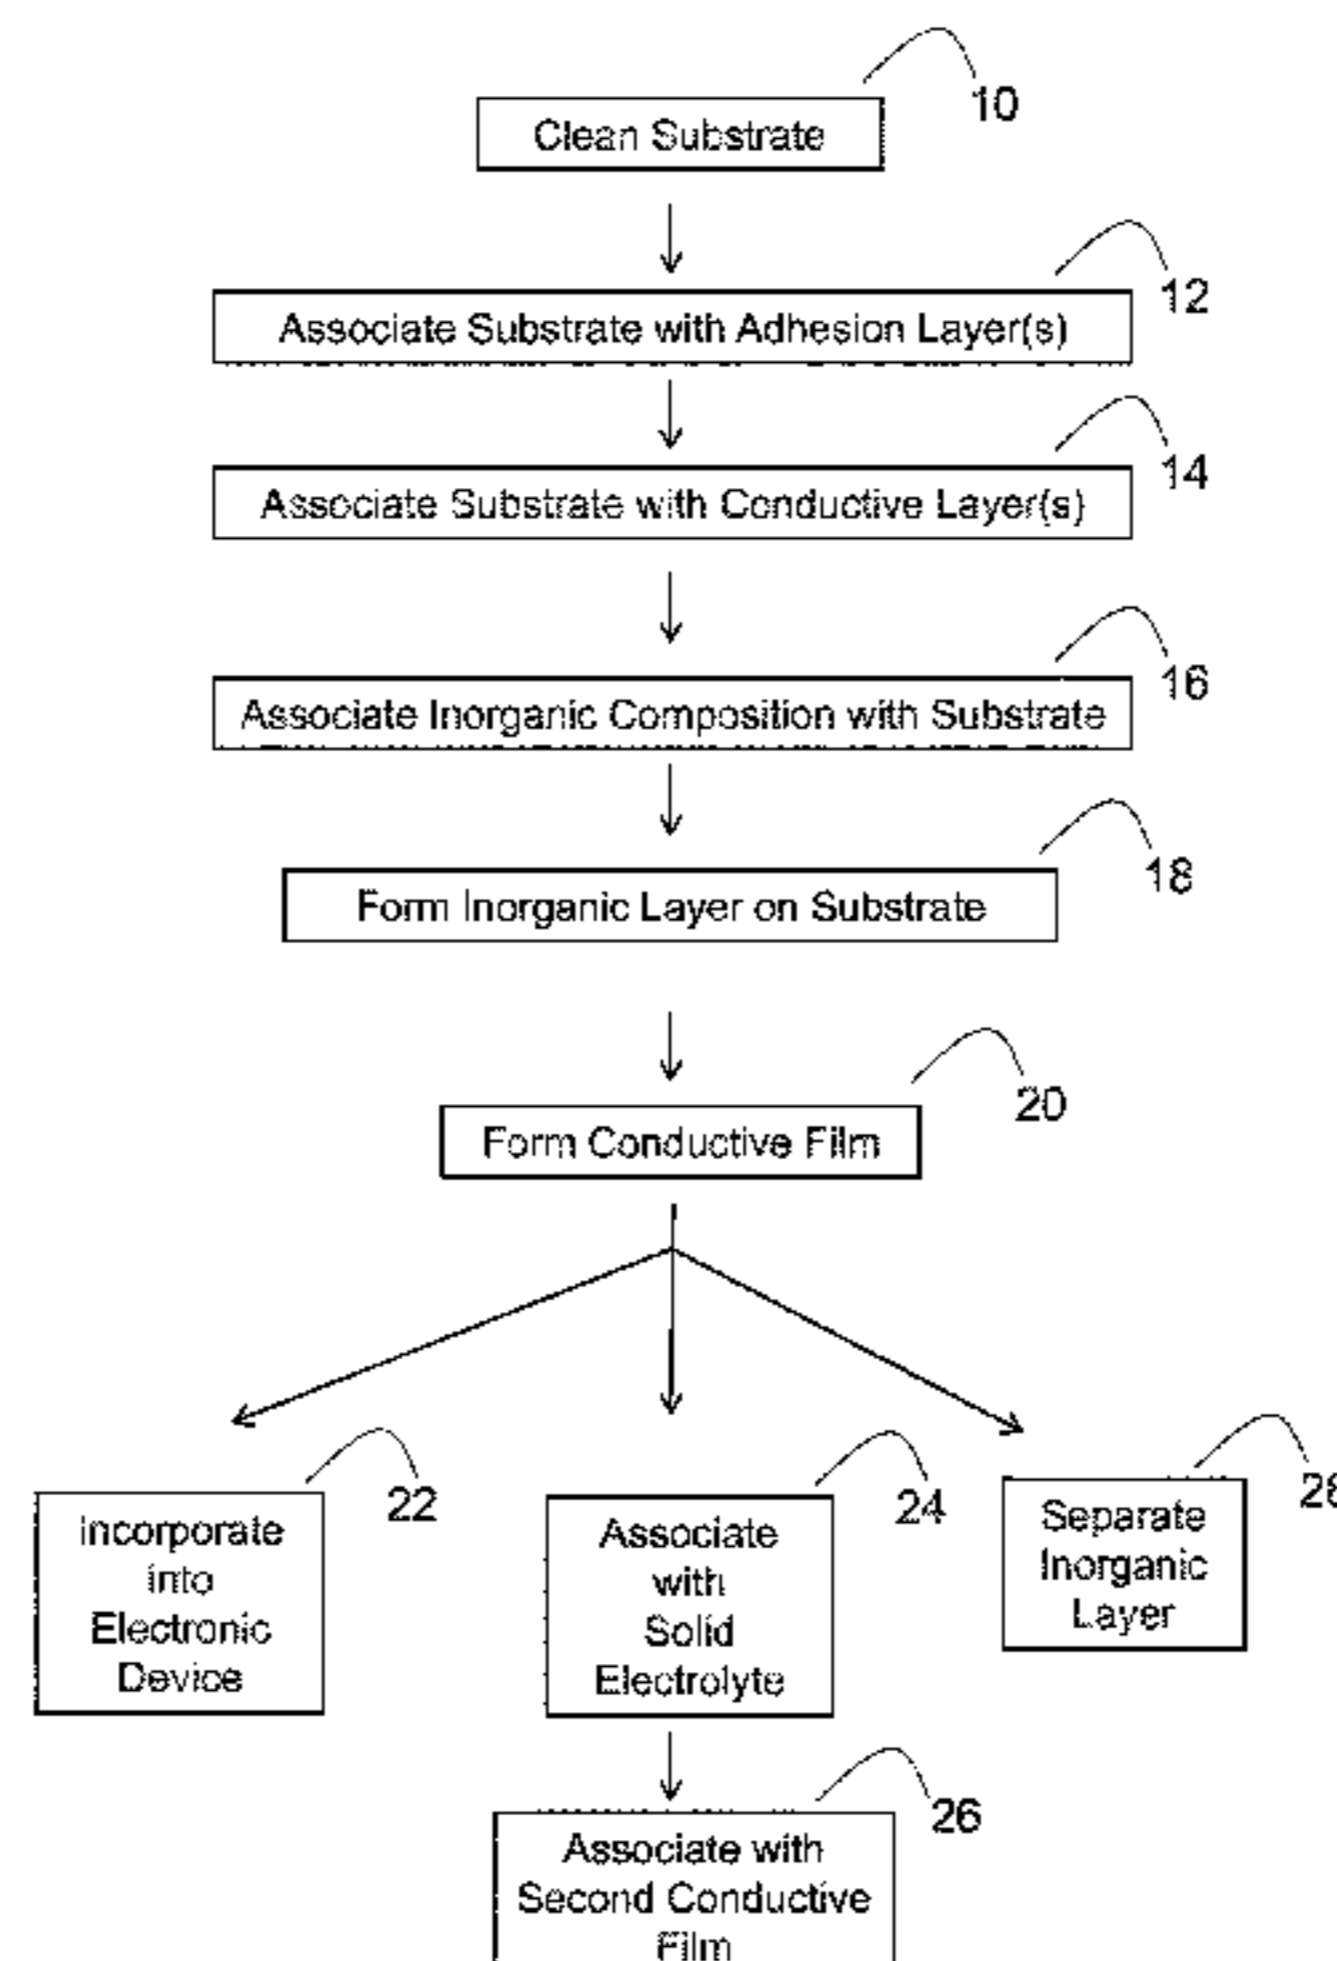 10
Clean Substrate
12
Associate Substrate with Adhesion Layer(s)
14
Associate Substrate with Conductive Layer(s)
16
Associate Inorganic Composition with Substrate
18
Form Inorganic Layer on Substrate
20
Form Conductive Film
22
Incorporate
into
Electronic
Device
24
Associate
with
Solid
Electrolyte
28
Separate
Inorganic
Layer
26
Associate with
Second Conductive
Film